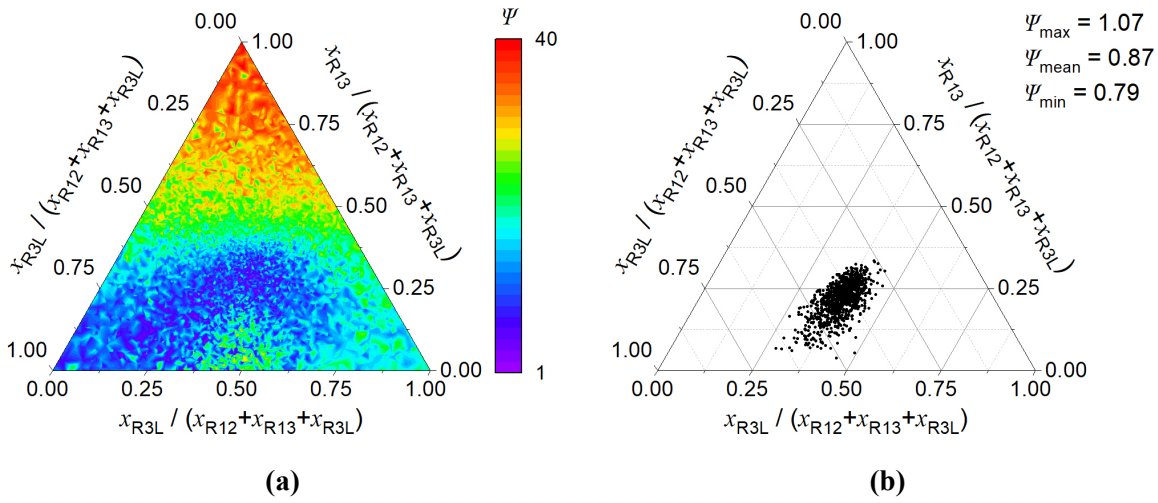 Ψ
40
1
0.00
0.25
0.50
0.75
1.00
x_R3L / (x_R12+x_R13+x_R3L)
1.00
0.75
0.50
0.25
0.00
x_R13 / (x_R12+x_R13+x_R3L)
0.00
0.25
0.50
0.75
1.00
x_R3L / (x_R12+x_R13+x_R3L)
(a)
Ψmax = 1.07
Ψmean = 0.87
Ψmin = 0.79
0.00
0.25
0.50
0.75
1.00
x_R3L / (x_R12+x_R13+x_R3L)
1.00
0.75
0.50
0.25
0.00
x_R13 / (x_R12+x_R13+x_R3L)
0.00
0.25
0.50
0.75
1.00
x_R3L / (x_R12+x_R13+x_R3L)
(b)